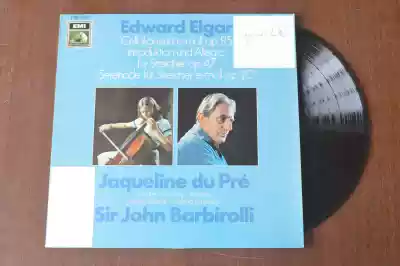 EMI
Edward Elgar
Cellokonzert e-moll op. 85
Introduktion und Allegro
für Streicher op. 47
Serenade für Streicher e-moll op. 20
Jaqueline du Pré
Sir John Barbirolli